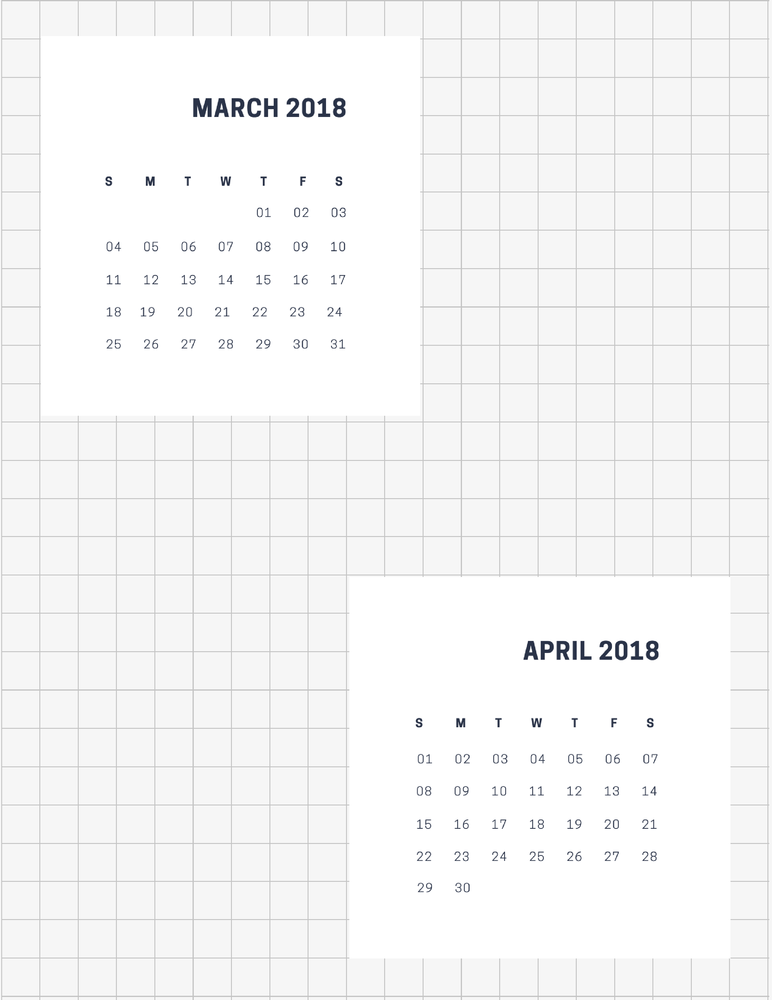 MARCH 2018
S M T W T F S
01 02 03
04 05 06 07 08 09 10
11 12 13 14 15 16 17
18 19 20 21 22 23 24
25 26 27 28 29 30 31
APRIL 2018
S M T W T F S
01 02 03 04 05 06 07
08 09 10 11 12 13 14
15 16 17 18 19 20 21
22 23 24 25 26 27 28
29 30